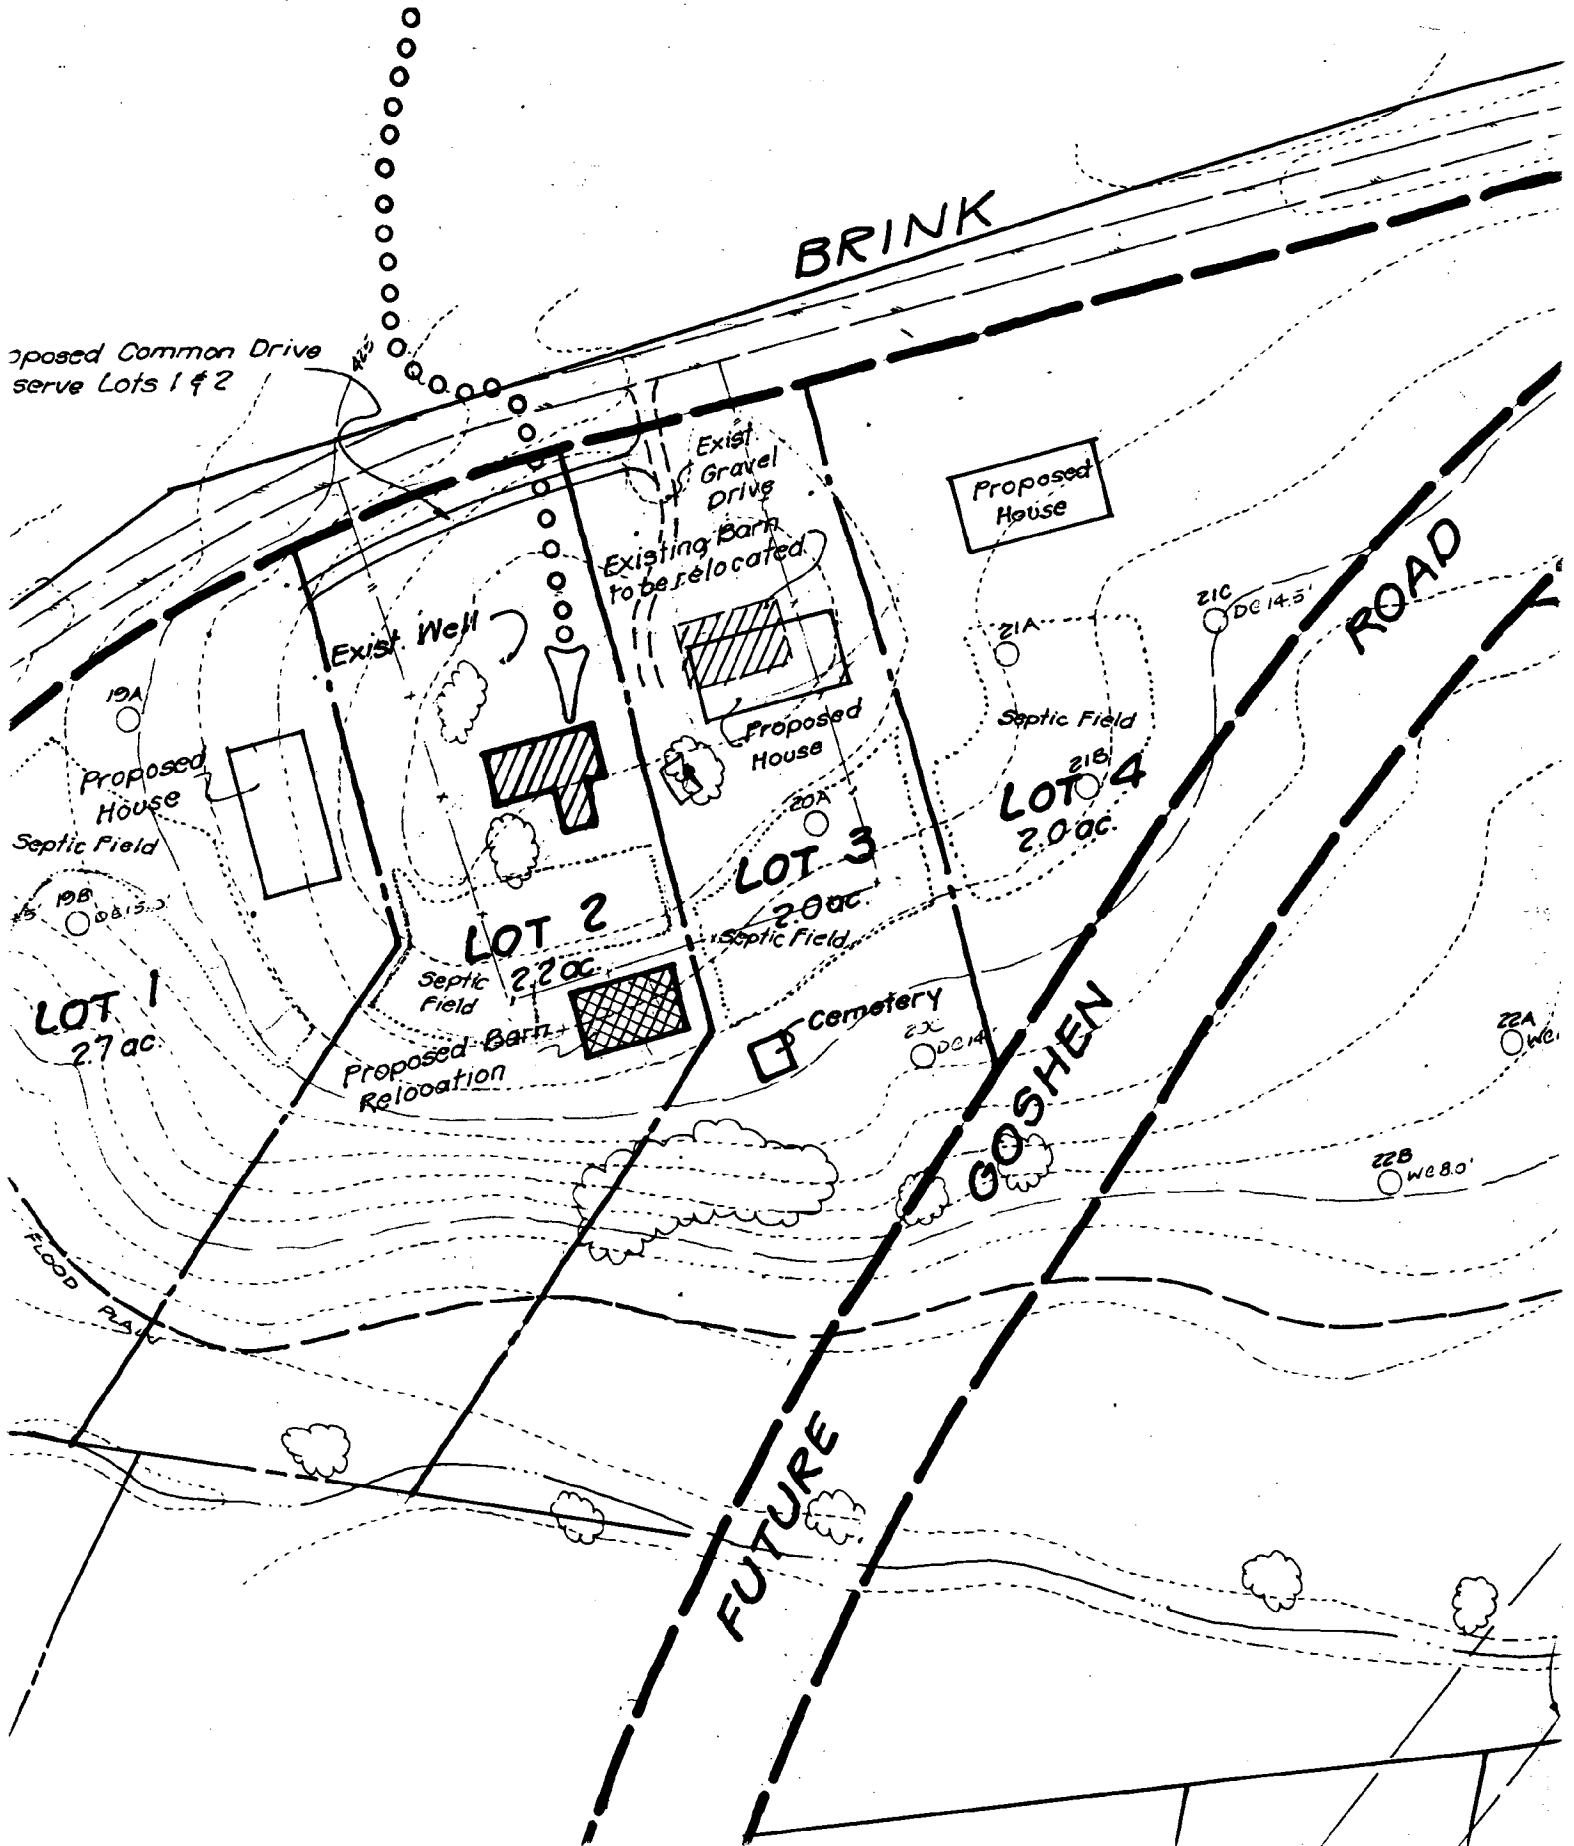 BRINK
Common Drive
serve Lots 1 & 2
425
Exist.
Gravel
Drive
Proposed
House
Existing Barn
to be relocated
Exist. Well
21C
DC 14.5'
ROAD
21A
19A
Septic Field
Proposed
House
Proposed
House
21B
LOT 4
2.0 ac.
20A
Septic Field
LOT 3
2.0 ac.
19B
LOT 2
2.2 ac.
Septic Field
Septic
Field
LOT 1
2.7 ac.
Cemetery
DC 14'
22A
Proposed Barn
Relocation
GOSHEN
22B
WC 8.0'
FLOOD
FUTURE